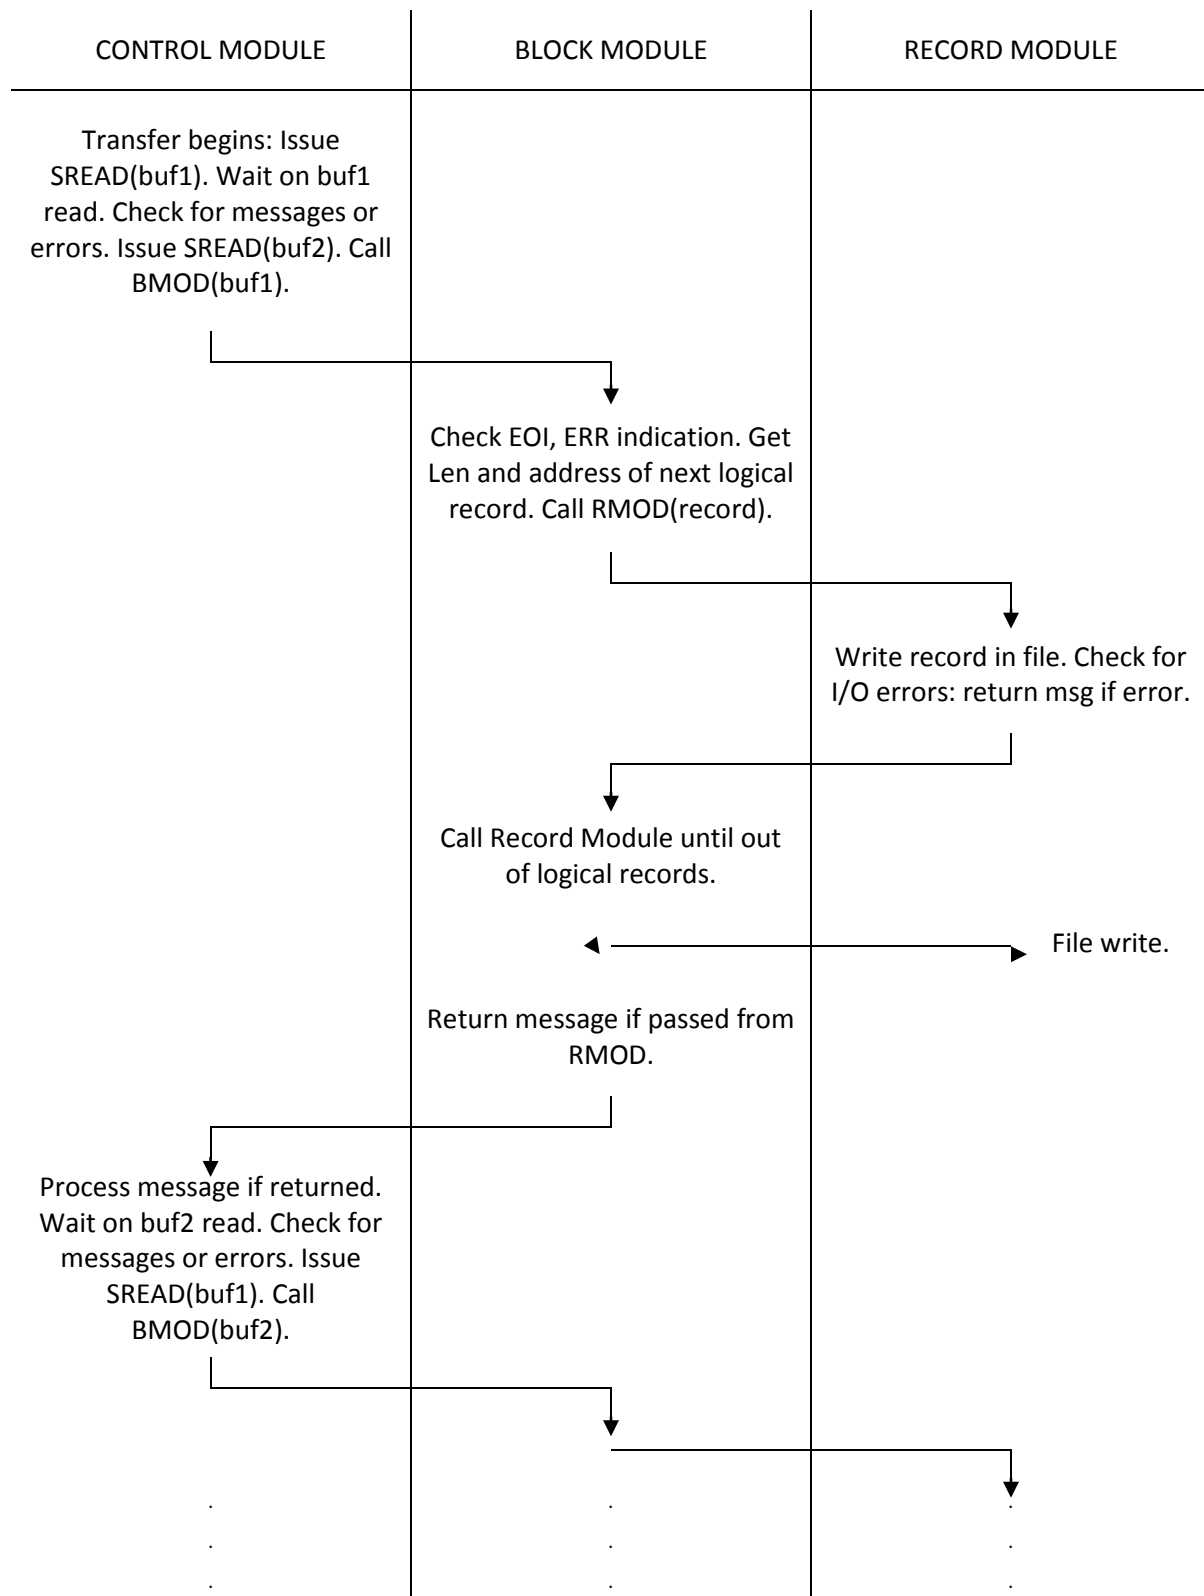 CONTROL MODULE
BLOCK MODULE
RECORD MODULE
Transfer begins: Issue
SREAD(buf1). Wait on buf1
read. Check for messages or
errors. Issue SREAD(buf2). Call
BMOD(buf1).
Check EOI, ERR indication. Get
Len and address of next logical
record. Call RMOD(record).
Write record in file. Check for
I/O errors: return msg if error.
Call Record Module until out
of logical records.
File write.
Return message if passed from
RMOD.
Process message if returned.
Wait on buf2 read. Check for
messages or errors. Issue
SREAD(buf1). Call
BMOD(buf2).
. . .
. . .
. . .